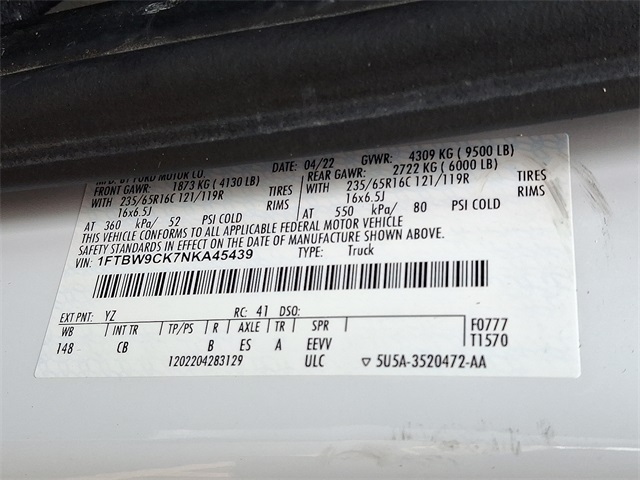 MFD. BY FORD MOTOR CO. DATE: 04/22 GVWR: 4309 KG ( 9500 LB)
FRONT GAWR: 1873 KG ( 4130 LB) REAR GAWR: 2722 KG ( 6000 LB)
WITH 235/65R16C 121/119R TIRES WITH 235/65R16C 121/119R TIRES
16x6.5J RIMS 16x6.5J RIMS
AT 360 kPa/ 52 PSI COLD AT 550 kPa/ 80 PSI COLD
THIS VEHICLE CONFORMS TO ALL APPLICABLE FEDERAL MOTOR VEHICLE
SAFETY STANDARDS IN EFFECT ON THE DATE OF MANUFACTURE SHOWN ABOVE.
VIN: 1FTBW9CK7NKA45439 TYPE: Truck
EXT PNT: YZ RC: 41 DSO:
WB INT TR TP/PS R AXLE TR SPR F0777
148 CB B ES A EEVV T1570
1202204283129 ULC ▽ 5U5A-3520472-AA